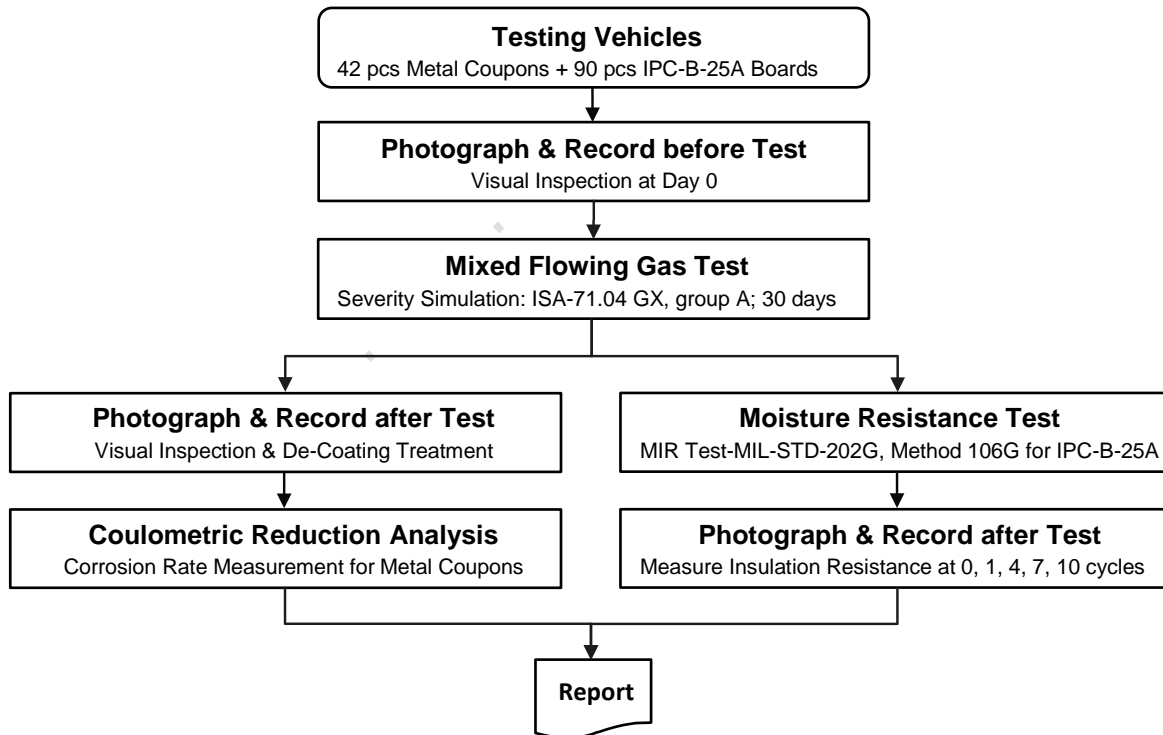 Testing Vehicles
42 pcs Metal Coupons + 90 pcs IPC-B-25A Boards
Photograph & Record before Test
Visual Inspection at Day 0
Mixed Flowing Gas Test
Severity Simulation: ISA-71.04 GX, group A; 30 days
Photograph & Record after Test
Visual Inspection & De-Coating Treatment
Moisture Resistance Test
MIR Test-MIL-STD-202G, Method 106G for IPC-B-25A
Coulometric Reduction Analysis
Corrosion Rate Measurement for Metal Coupons
Photograph & Record after Test
Measure Insulation Resistance at 0, 1, 4, 7, 10 cycles
Report